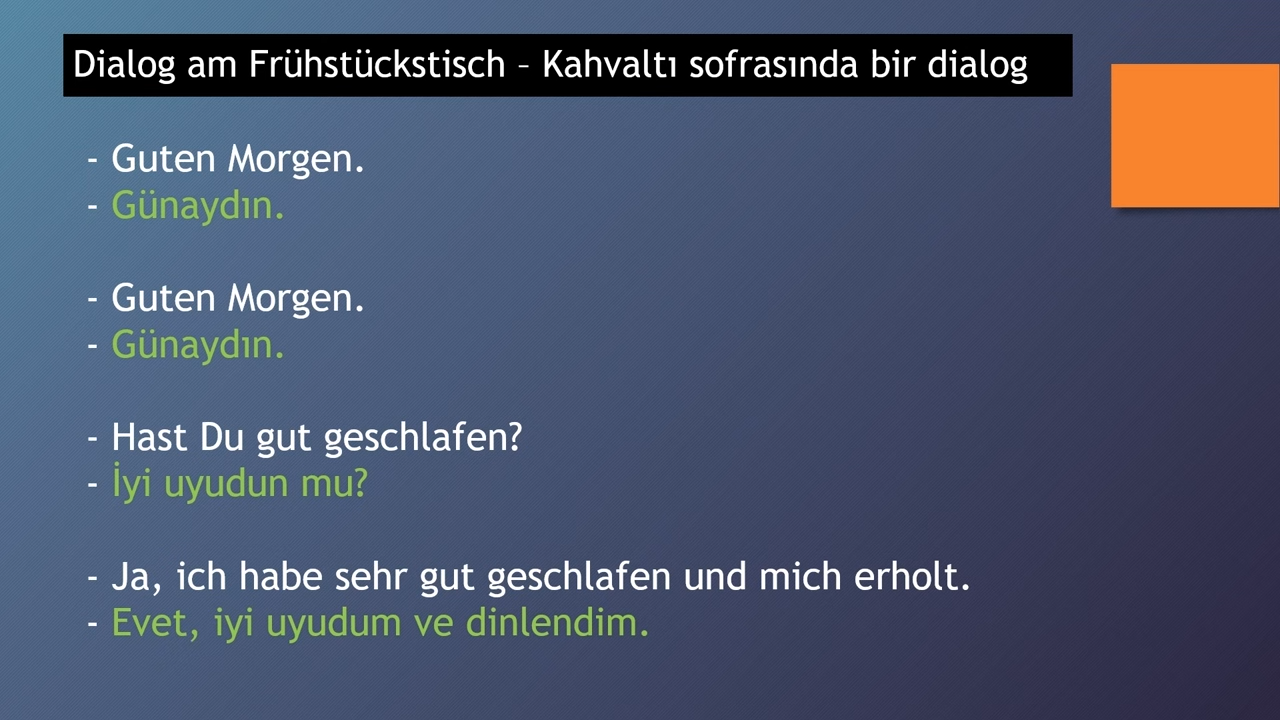 Dialog am Frühstückstisch – Kahvaltı sofrasında bir dialog
- Guten Morgen.
- Günaydın.
- Guten Morgen.
- Günaydın.
- Hast Du gut geschlafen?
- İyi uyudun mu?
- Ja, ich habe sehr gut geschlafen und mich erholt.
- Evet, iyi uyudum ve dinlendim.